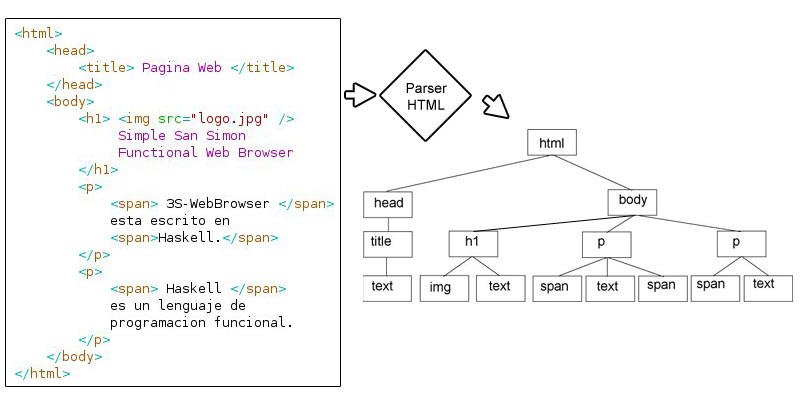 <html>
<head>
<title> Pagina Web </title>
</head>
<body>
<h1> <img src="logo.jpg" />
Simple San Simon
Functional Web Browser
</h1>
<p>
<span> 3S-WebBrowser </span>
esta escrito en
<span>Haskell.</span>
</p>
<p>
<span> Haskell </span>
es un lenguaje de
programacion funcional.
</p>
</body>
</html>
Parser
HTML
html
head
body
title
h1
p
p
text
img
text
span
text
span
span
text